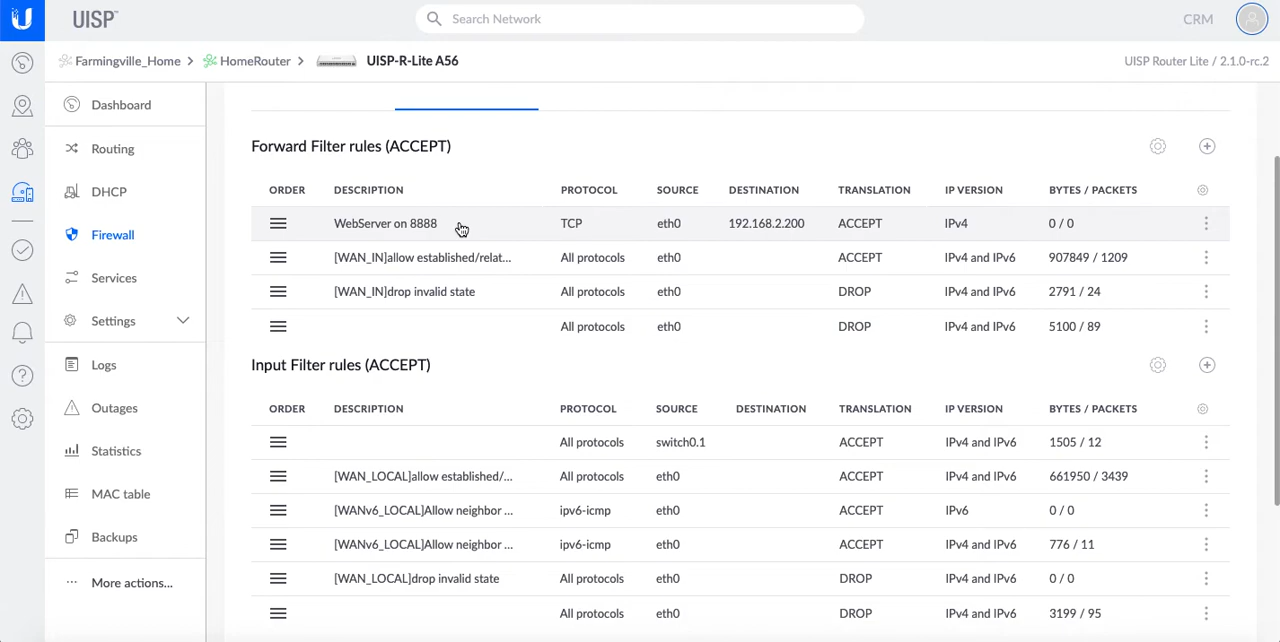 UISP™
Search Network
CRM
Farmingville_Home > HomeRouter > UISP-R-Lite A56
UISP Router Lite / 2.1.0-rc.2
Dashboard
Routing
DHCP
Firewall
Services
Settings
Logs
Outages
Statistics
MAC table
Backups
More actions...
Forward Filter rules (ACCEPT)
ORDER DESCRIPTION PROTOCOL SOURCE DESTINATION TRANSLATION IP VERSION BYTES / PACKETS
WebServer on 8888 TCP eth0 192.168.2.200 ACCEPT IPv4 0 / 0
[WAN_IN]allow established/relat... All protocols eth0 ACCEPT IPv4 and IPv6 907849 / 1209
[WAN_IN]drop invalid state All protocols eth0 DROP IPv4 and IPv6 2791 / 24
All protocols eth0 DROP IPv4 and IPv6 5100 / 89
Input Filter rules (ACCEPT)
ORDER DESCRIPTION PROTOCOL SOURCE DESTINATION TRANSLATION IP VERSION BYTES / PACKETS
All protocols switch0.1 ACCEPT IPv4 and IPv6 1505 / 12
[WAN_LOCAL]allow established/... All protocols eth0 ACCEPT IPv4 and IPv6 661950 / 3439
[WANv6_LOCAL]Allow neighbor ... ipv6-icmp eth0 ACCEPT IPv6 0 / 0
[WANv6_LOCAL]Allow neighbor ... ipv6-icmp eth0 ACCEPT IPv4 and IPv6 776 / 11
[WAN_LOCAL]drop invalid state All protocols eth0 DROP IPv4 and IPv6 0 / 0
All protocols eth0 DROP IPv4 and IPv6 3199 / 95